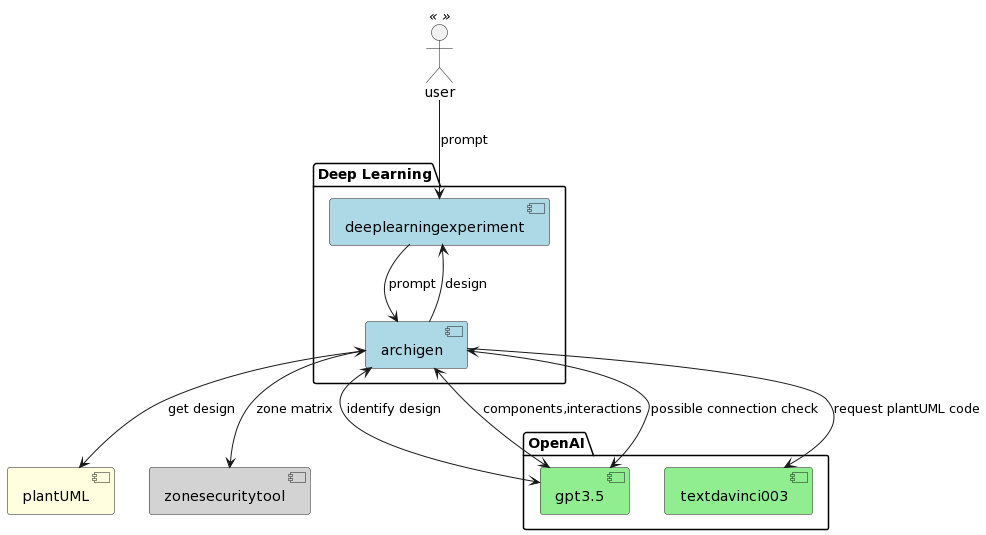 « »
user
prompt
Deep Learning
deeplearningexperiment
prompt
design
archigen
get design
zone matrix
identify design
components,interactions
possible connection check
request plantUML code
OpenAI
plantUML
zonesecuritytool
gpt3.5
textdavinci003